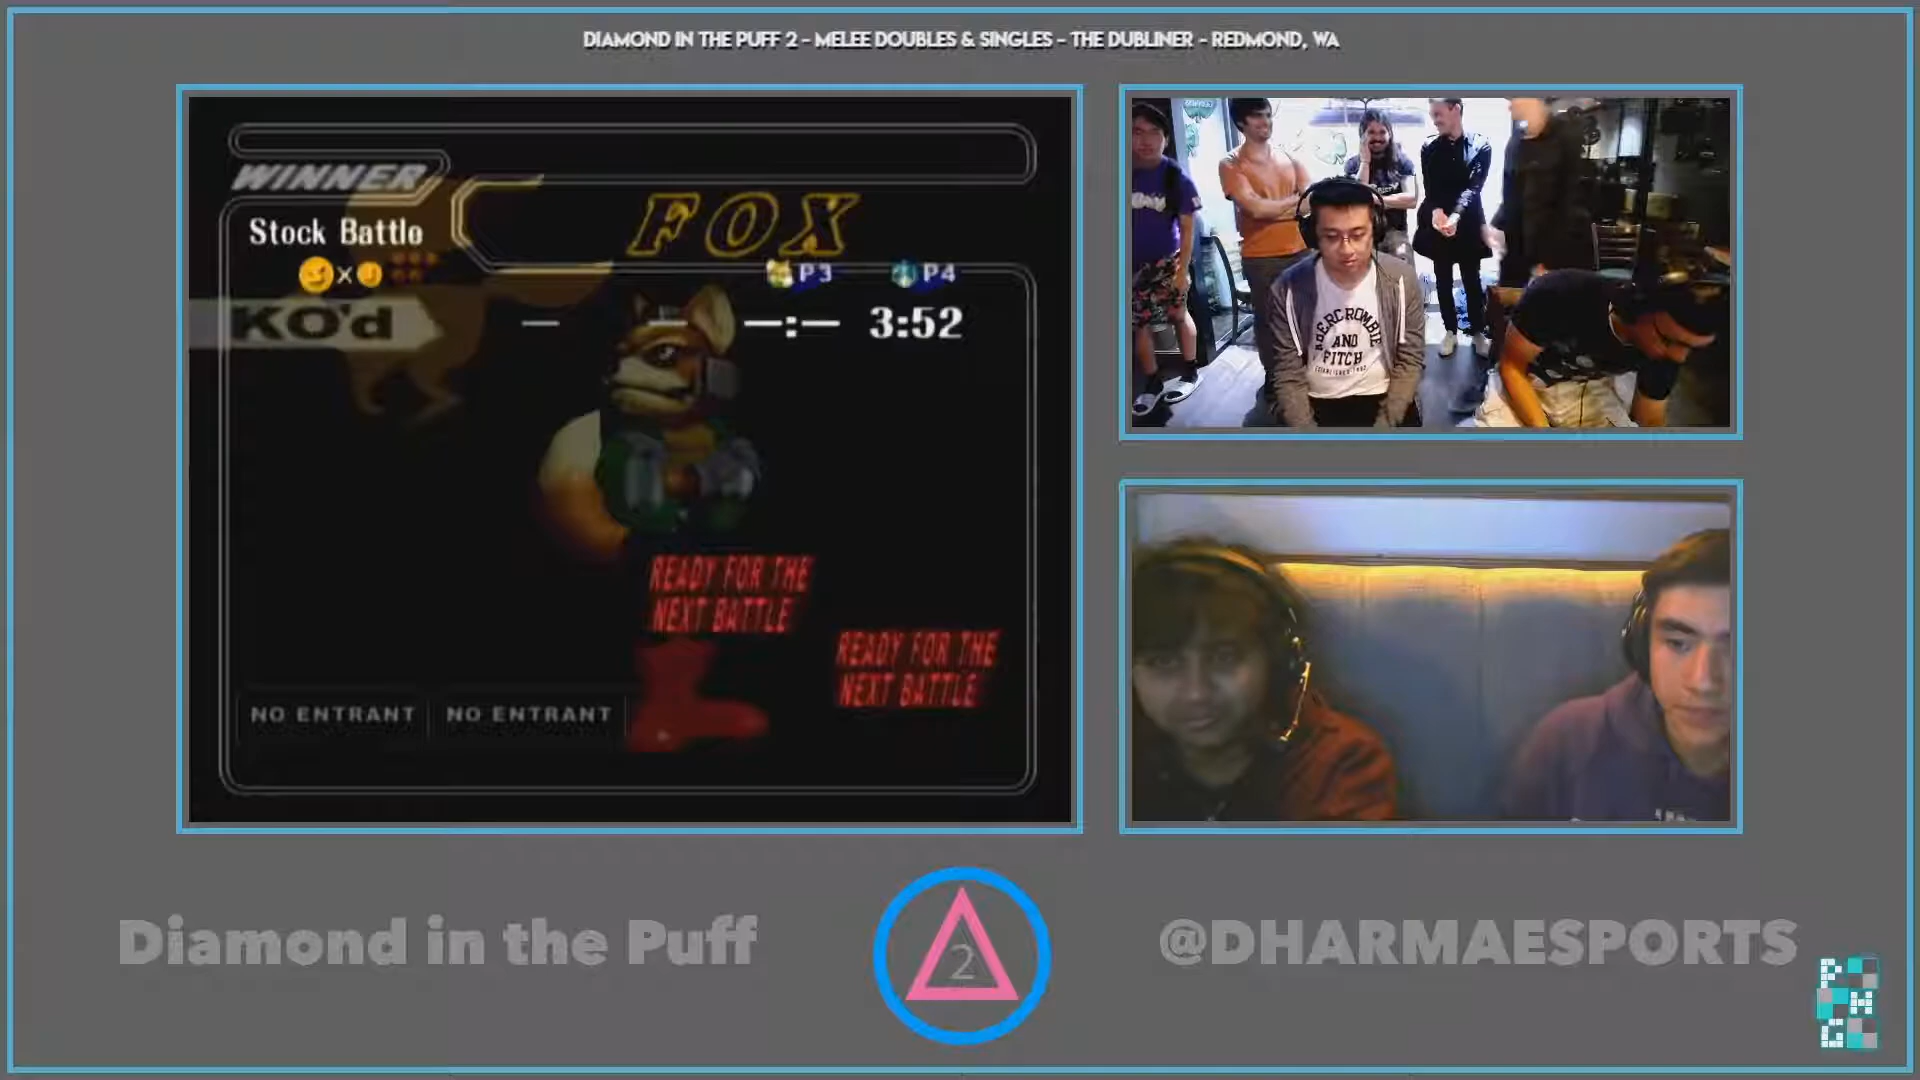 DIAMOND IN THE PUFF 2 - MELEE DOUBLES & SINGLES - THE DUBLINER - REDMOND, WA
WINNER
Stock Battle
FOX
X
P3
P4
KO'd
— — —:— 3:52
READY FOR THE
NEXT BATTLE
READY FOR THE
NEXT BATTLE
NO ENTRANT
NO ENTRANT
ABERCROMBIE
AND
FITCH
Diamond in the Puff
2
@DHARMAESPORTS
P
W
G